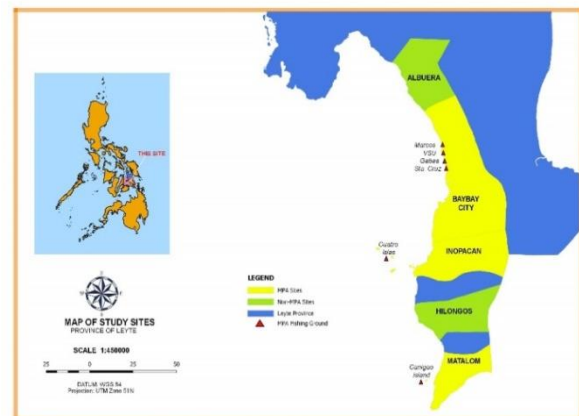 THIS SITE
MAP OF STUDY SITES
PROVINCE OF LEYTE
SCALE 1:450000
25 0 25 50
DATUM: WGS 84
Projection: UTM Zone 51N
LEGEND
MPA Sites
Non-MPA Sites
Leyte Province
MPA Fishing Ground
ALBUERA
Marcos
VSU
Gabas
Sta. Cruz
BAYBAY
CITY
INOPACAN
Cuatro
Islas
HILONGOS
MATALOM
Canigao
Island